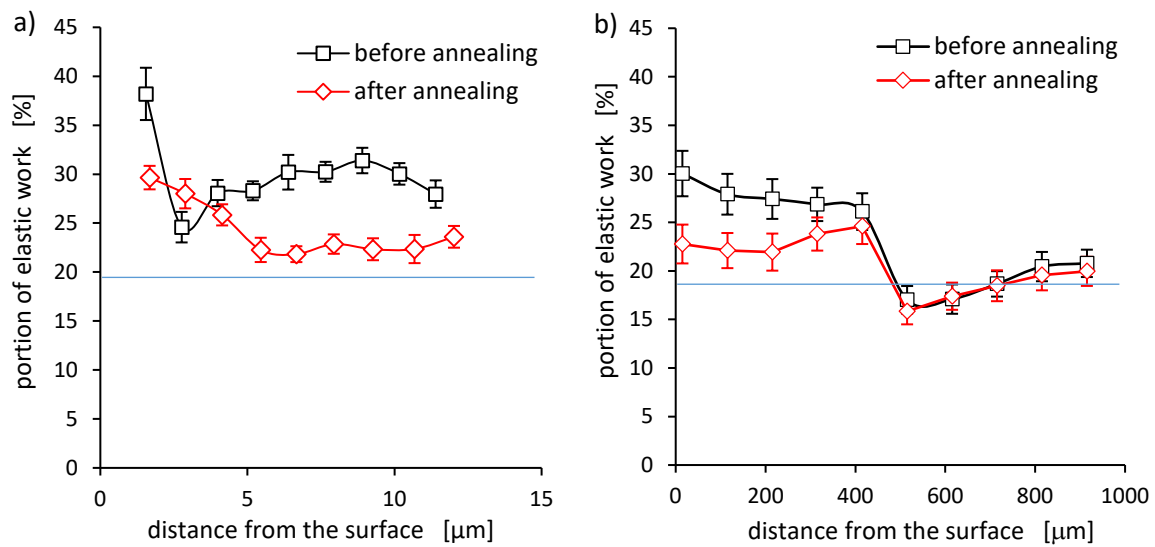 a)
before annealing
after annealing
portion of elastic work [%]
45
40
35
30
25
20
15
10
5
0
0 5 10 15
distance from the surface [μm]
b)
before annealing
after annealing
portion of elastic work [%]
45
40
35
30
25
20
15
10
5
0
0 200 400 600 800 1000
distance from the surface [μm]